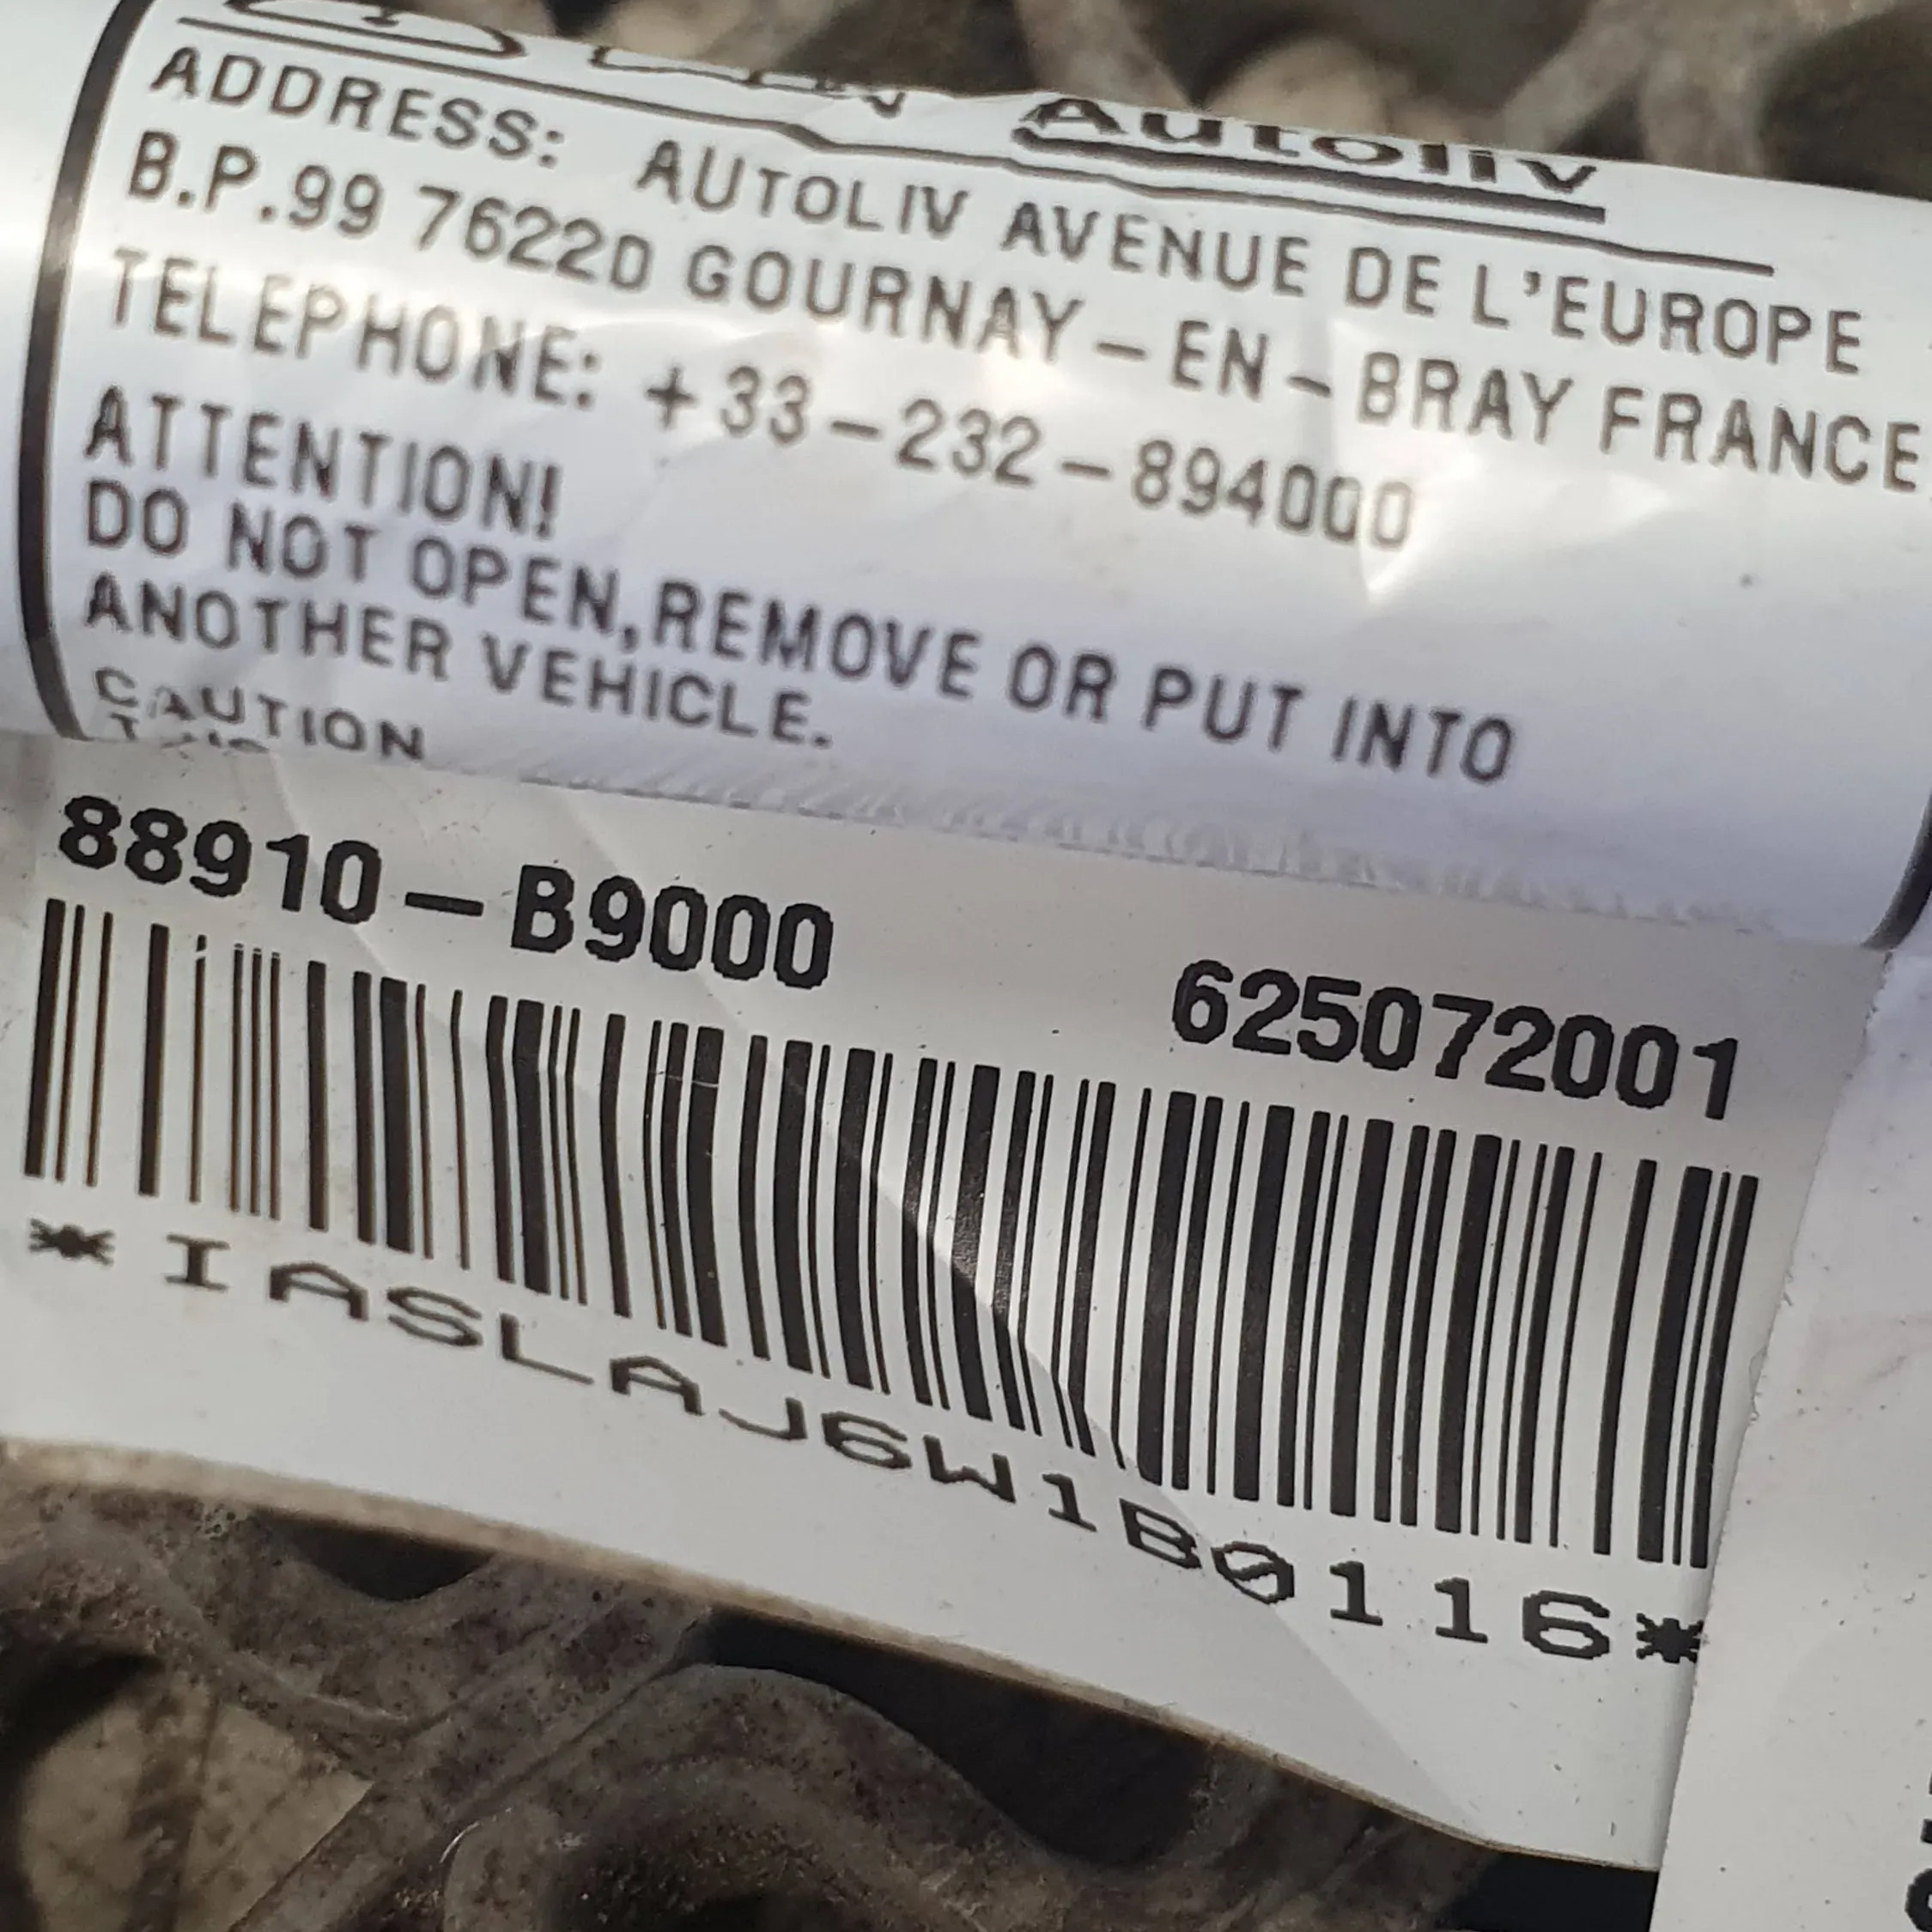 Autoliv
ADDRESS: AUTOLIV AVENUE DE L'EUROPE
B.P.99 76220 GOURNAY-EN-BRAY FRANCE
TELEPHONE: +33-232-894000
ATTENTION!
DO NOT OPEN,REMOVE OR PUT INTO
ANOTHER VEHICLE.
CAUTION
88910-B9000 625072001
*IASLAJ6W1B0116*